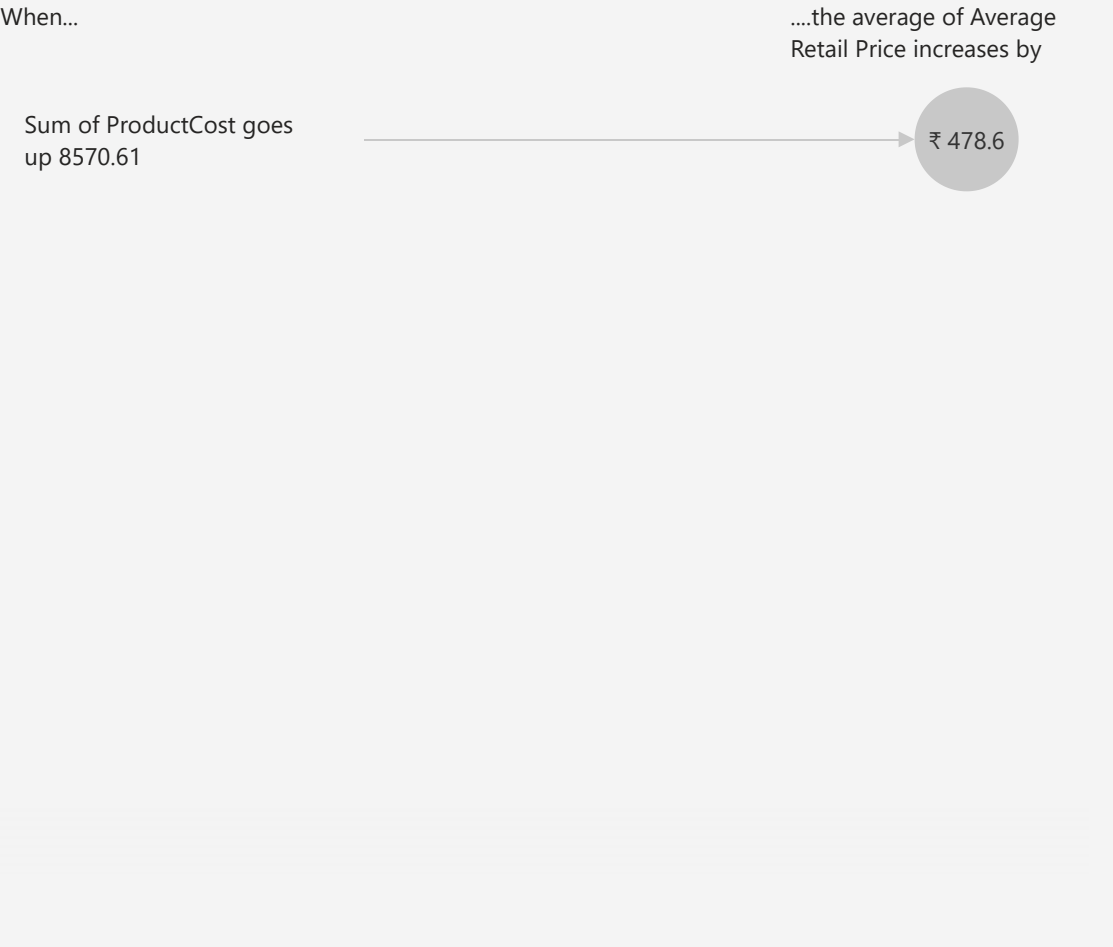 When...
....the average of Average
Retail Price increases by
Sum of ProductCost goes
up 8570.61
₹ 478.6